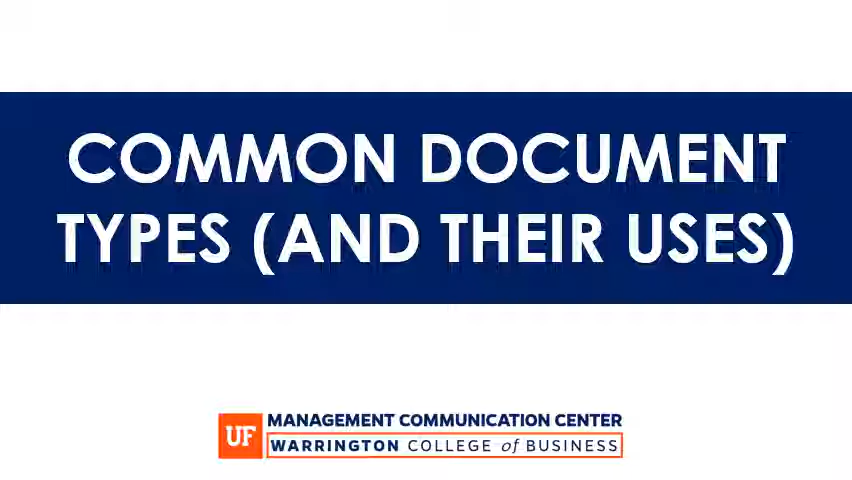 COMMON DOCUMENT
TYPES (AND THEIR USES)
UF
MANAGEMENT COMMUNICATION CENTER
WARRINGTON COLLEGE of BUSINESS